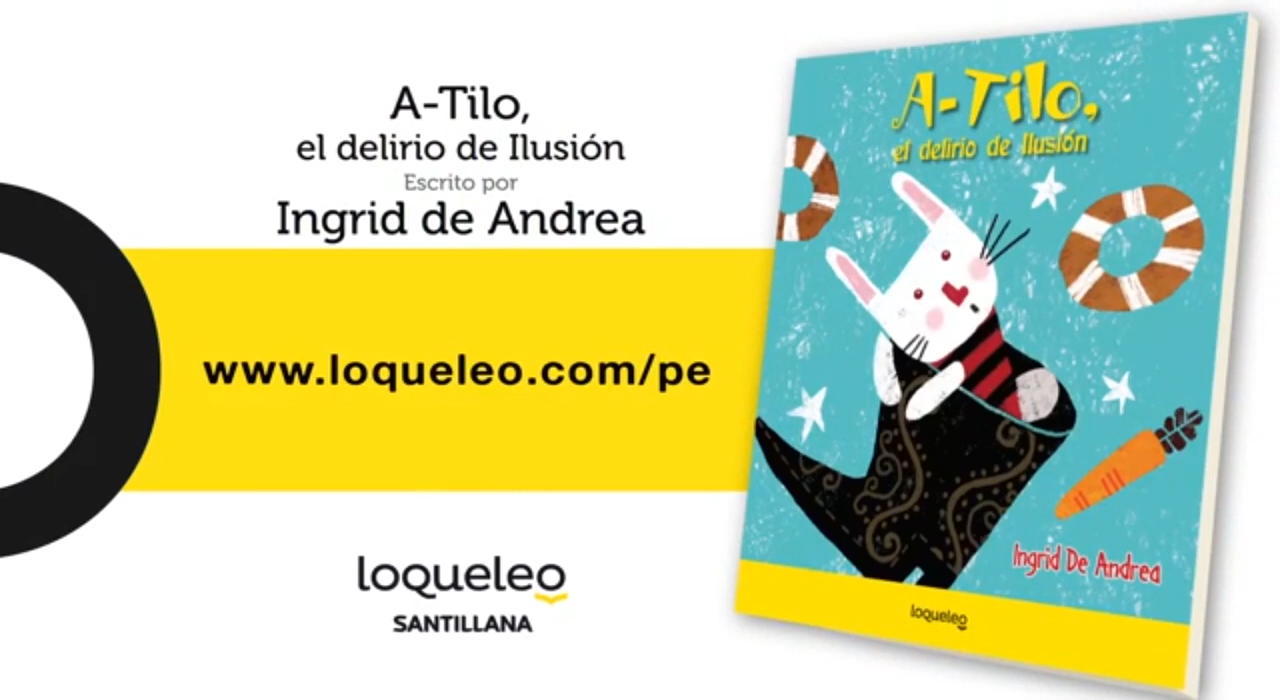 A-Tilo,
el delirio de Ilusión
Escrito por
Ingrid de Andrea
www.loqueleo.com/pe
loqueleo
SANTILLANA
A-Tilo,
el delirio de Ilusión
Ingrid De Andrea
loqueleo